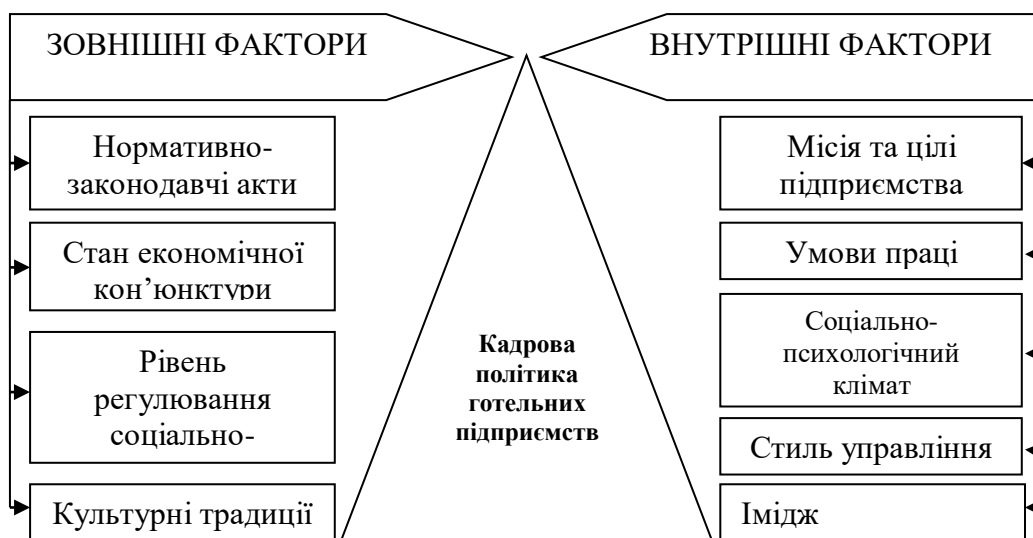 ЗОВНІШНІ ФАКТОРИ
Нормативно-
законодавчі акти
Стан економічної
кон’юнктури
Рівень
регулювання
соціально-
Культурні традиції
Кадрова
політика
готельних
підприємств
ВНУТРІШНІ ФАКТОРИ
Місія та цілі
підприємства
Умови праці
Соціально-
психологічний
клімат
Стиль управління
Імідж